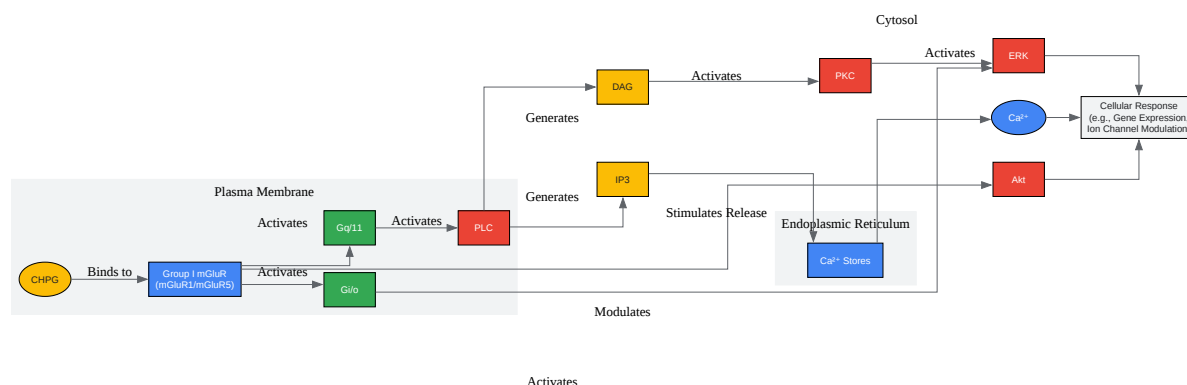 Cytosol
Activates
ERK
Activates
PKC
DAG
Generates
Ca²⁺
Cellular Response
(e.g., Gene Expression,
Ion Channel Modulation)
Plasma Membrane
Generates
IP3
Akt
Stimulates Release
Endoplasmic Reticulum
Activates
Gq/11
Activates
PLC
Ca²⁺ Stores
CHPG
Binds to
Group I mGluR
(mGluR1/mGluR5)
Activates
Gi/o
Modulates
Activates